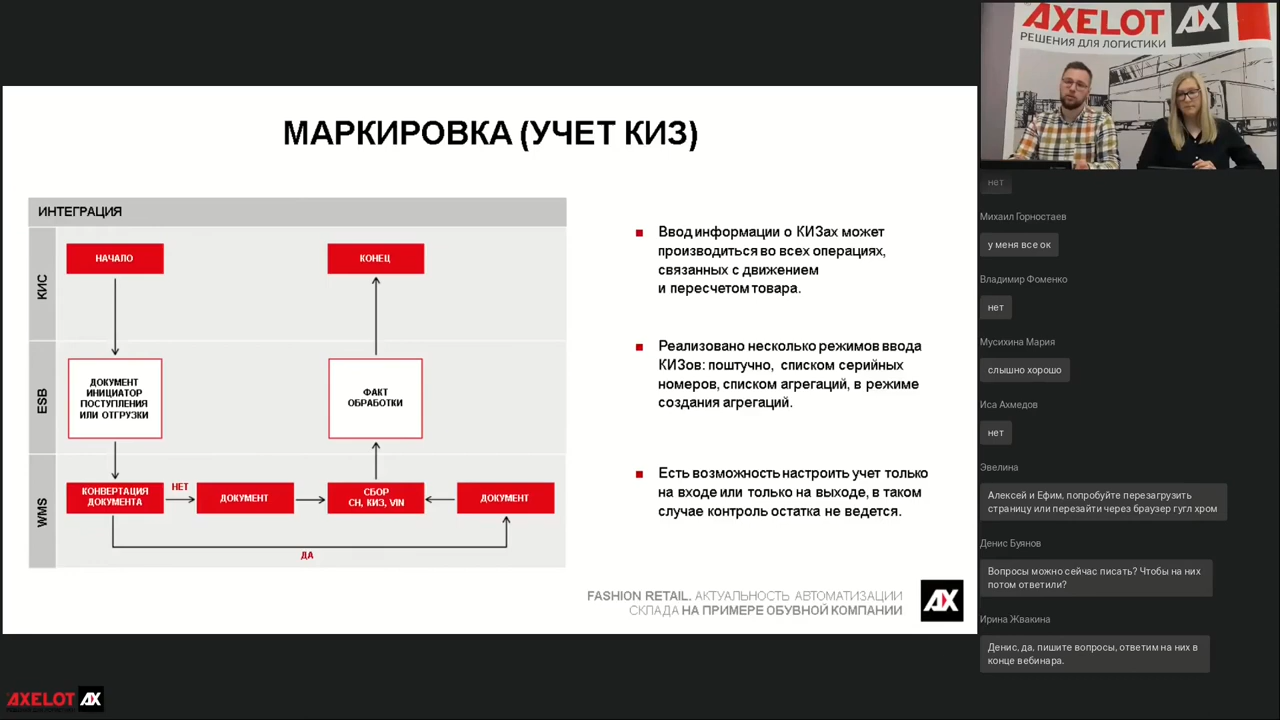 МАРКИРОВКА (УЧЕТ КИЗ)
ИНТЕГРАЦИЯ
КИС
НАЧАЛО
КОНЕЦ
ESB
ДОКУМЕНТ
ИНИЦИАТОР
ПОСТУПЛЕНИЯ
ИЛИ ОТГРУЗКИ
ФАКТ
ОБРАБОТКИ
WMS
КОНВЕРТАЦИЯ
ДОКУМЕНТА
НЕТ
ДОКУМЕНТ
СБОР
СН, КИЗ, VIN
ДОКУМЕНТ
ДА
Ввод информации о КИЗах может
производиться во всех операциях,
связанных с движением
и пересчетом товара.
Реализовано несколько режимов ввода
КИЗов: поштучно, списком серийных
номеров, списком агрегаций, в режиме
создания агрегаций.
Есть возможность настроить учет только
на входе или только на выходе, в таком
случае контроль остатка не ведется.
FASHION RETAIL. АКТУАЛЬНОСТЬ АВТОМАТИЗАЦИИ
СКЛАДА НА ПРИМЕРЕ ОБУВНОЙ КОМПАНИИ
AX
AXELOT AX
РЕШЕНИЯ ДЛЯ ЛОГИСТИКИ
нет
Михаил Горностаев
у меня все ок
Владимир Фоменко
нет
Мусихина Мария
слышно хорошо
Иса Ахмедов
нет
Эвелина
Алексей и Ефим, попробуйте перезагрузить
страницу или перезайти через браузер гугл хром
Денис Буянов
Вопросы можно сейчас писать? Чтобы на них
потом ответили?
Ирина Жвакина
Денис, да, пишите вопросы, ответим на них в
конце вебинара.
AXELOT AX
РЕШЕНИЯ ДЛЯ ЛОГИСТИКИ